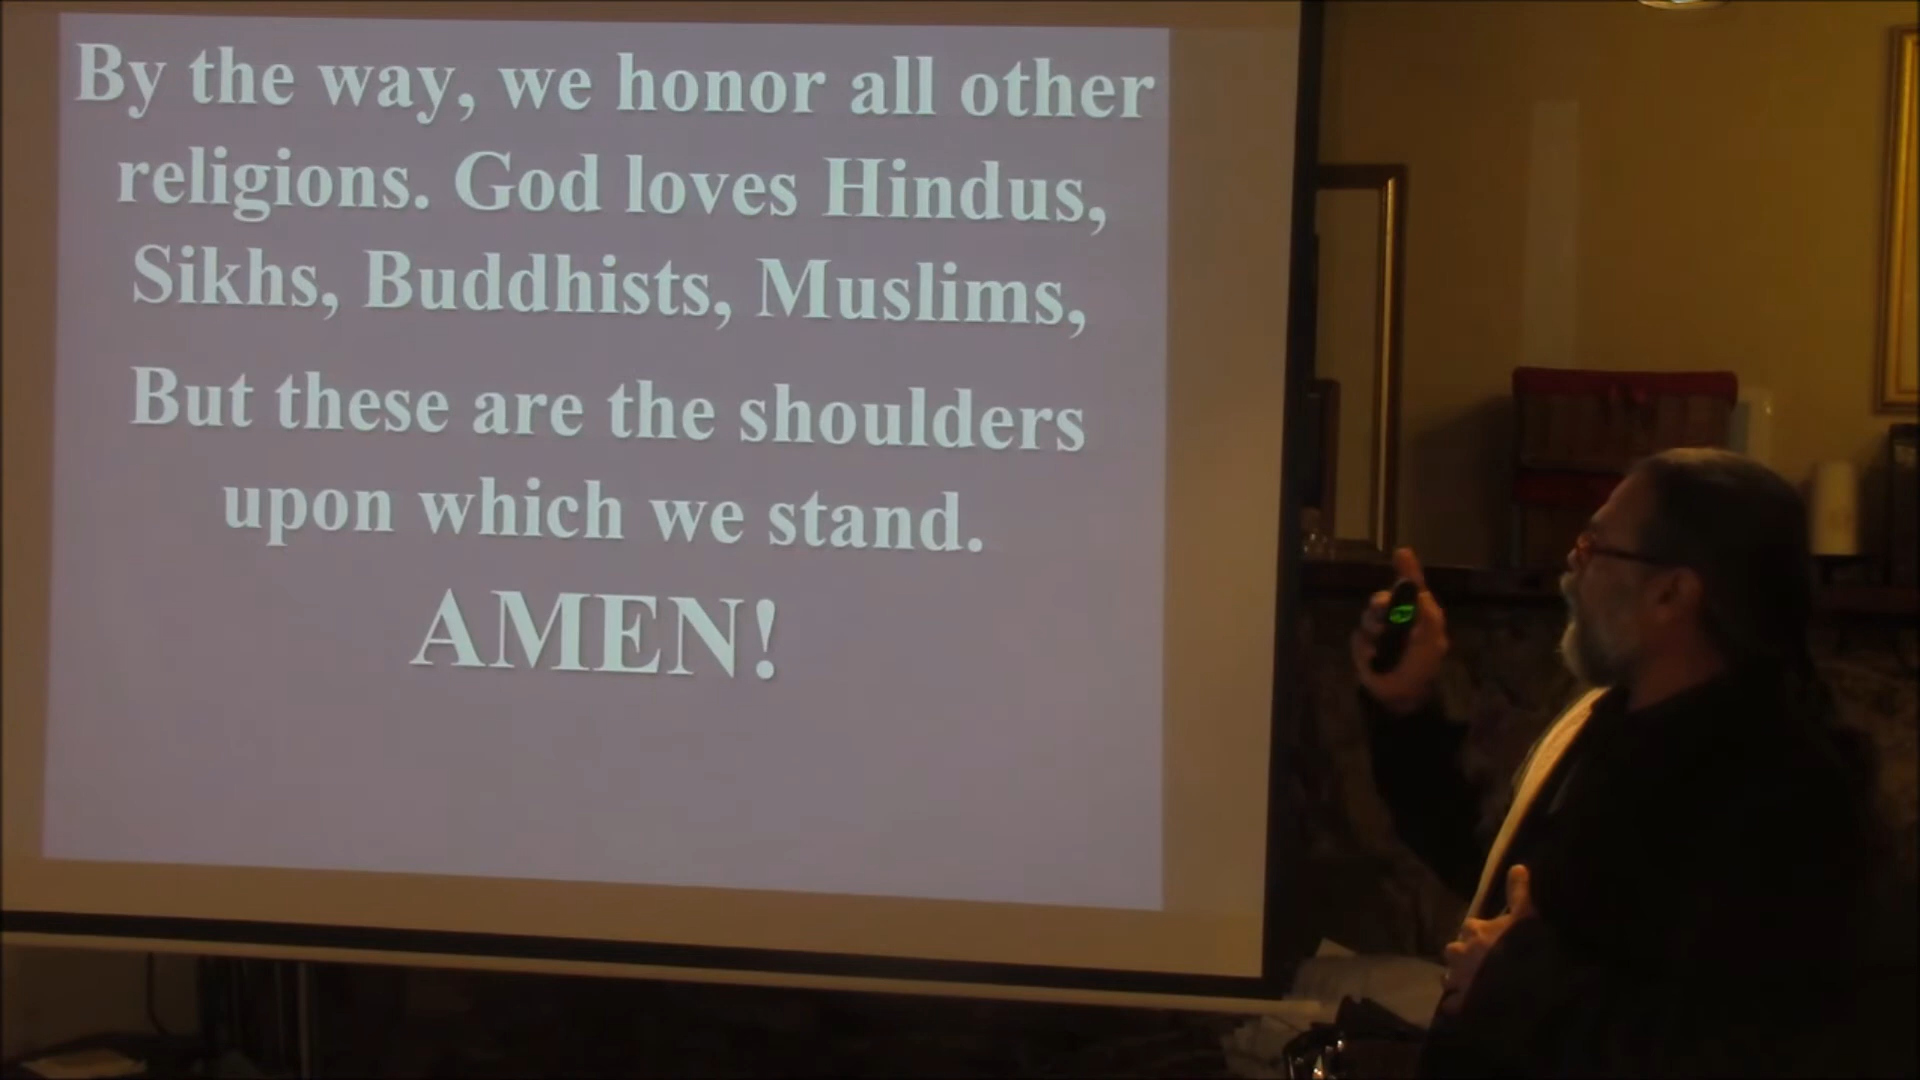 By the way, we honor all other
religions. God loves Hindus,
Sikhs, Buddhists, Muslims,
But these are the shoulders
upon which we stand.
AMEN!